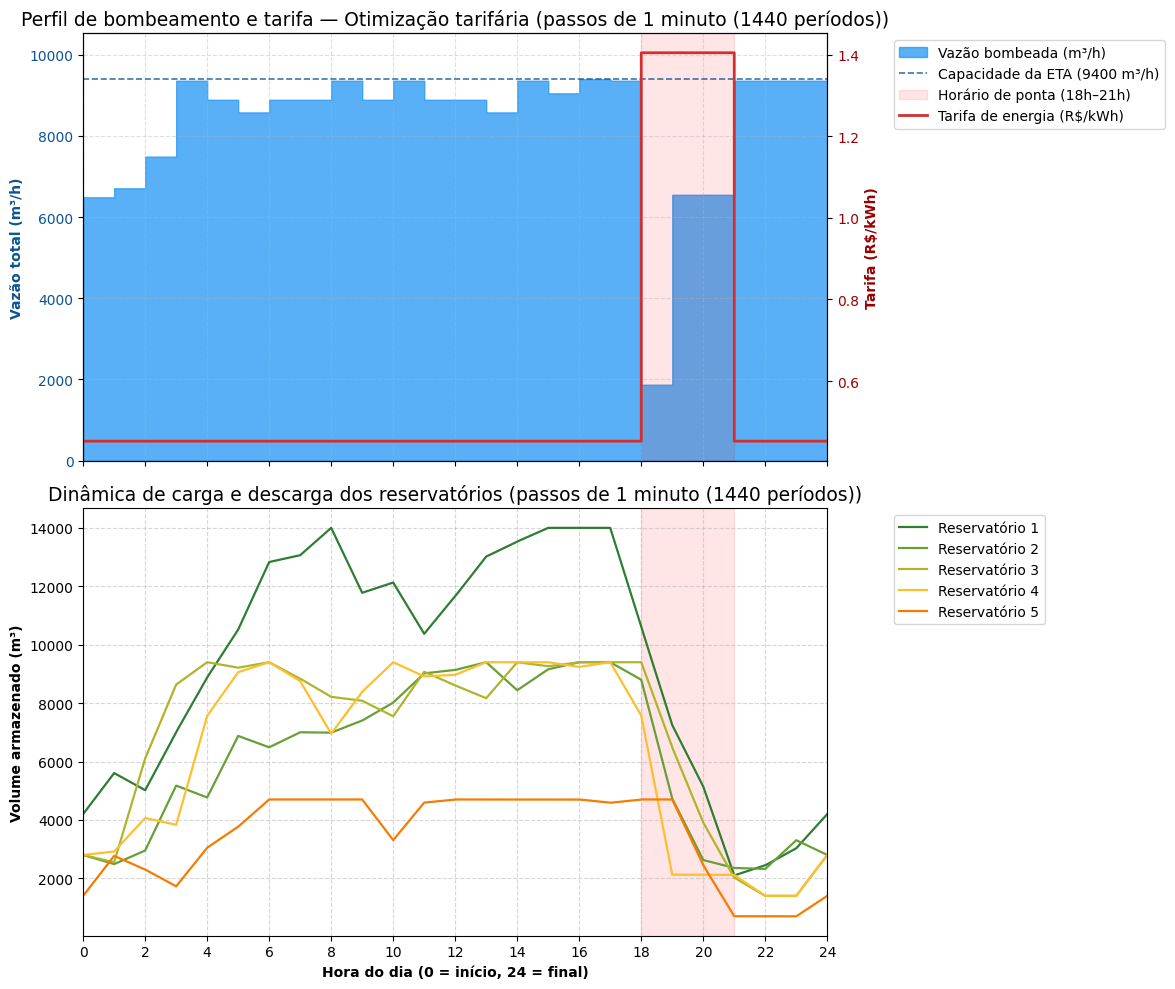 Perfil de bombeamento e tarifa — Otimização tarifária (passos de 1 minuto (1440 períodos))
10000
8000
6000
4000
2000
0
Vazão total (m³/h)
1.4
1.2
1.0
0.8
0.6
Tarifa (R$/kWh)
Vazão bombeada (m³/h)
Capacidade da ETA (9400 m³/h)
Horário de ponta (18h–21h)
Tarifa de energia (R$/kWh)
Dinâmica de carga e descarga dos reservatórios (passos de 1 minuto (1440 períodos))
14000
12000
10000
8000
6000
4000
2000
Volume armazenado (m³)
Reservatório 1
Reservatório 2
Reservatório 3
Reservatório 4
Reservatório 5
0 2 4 6 8 10 12 14 16 18 20 22 24
Hora do dia (0 = início, 24 = final)